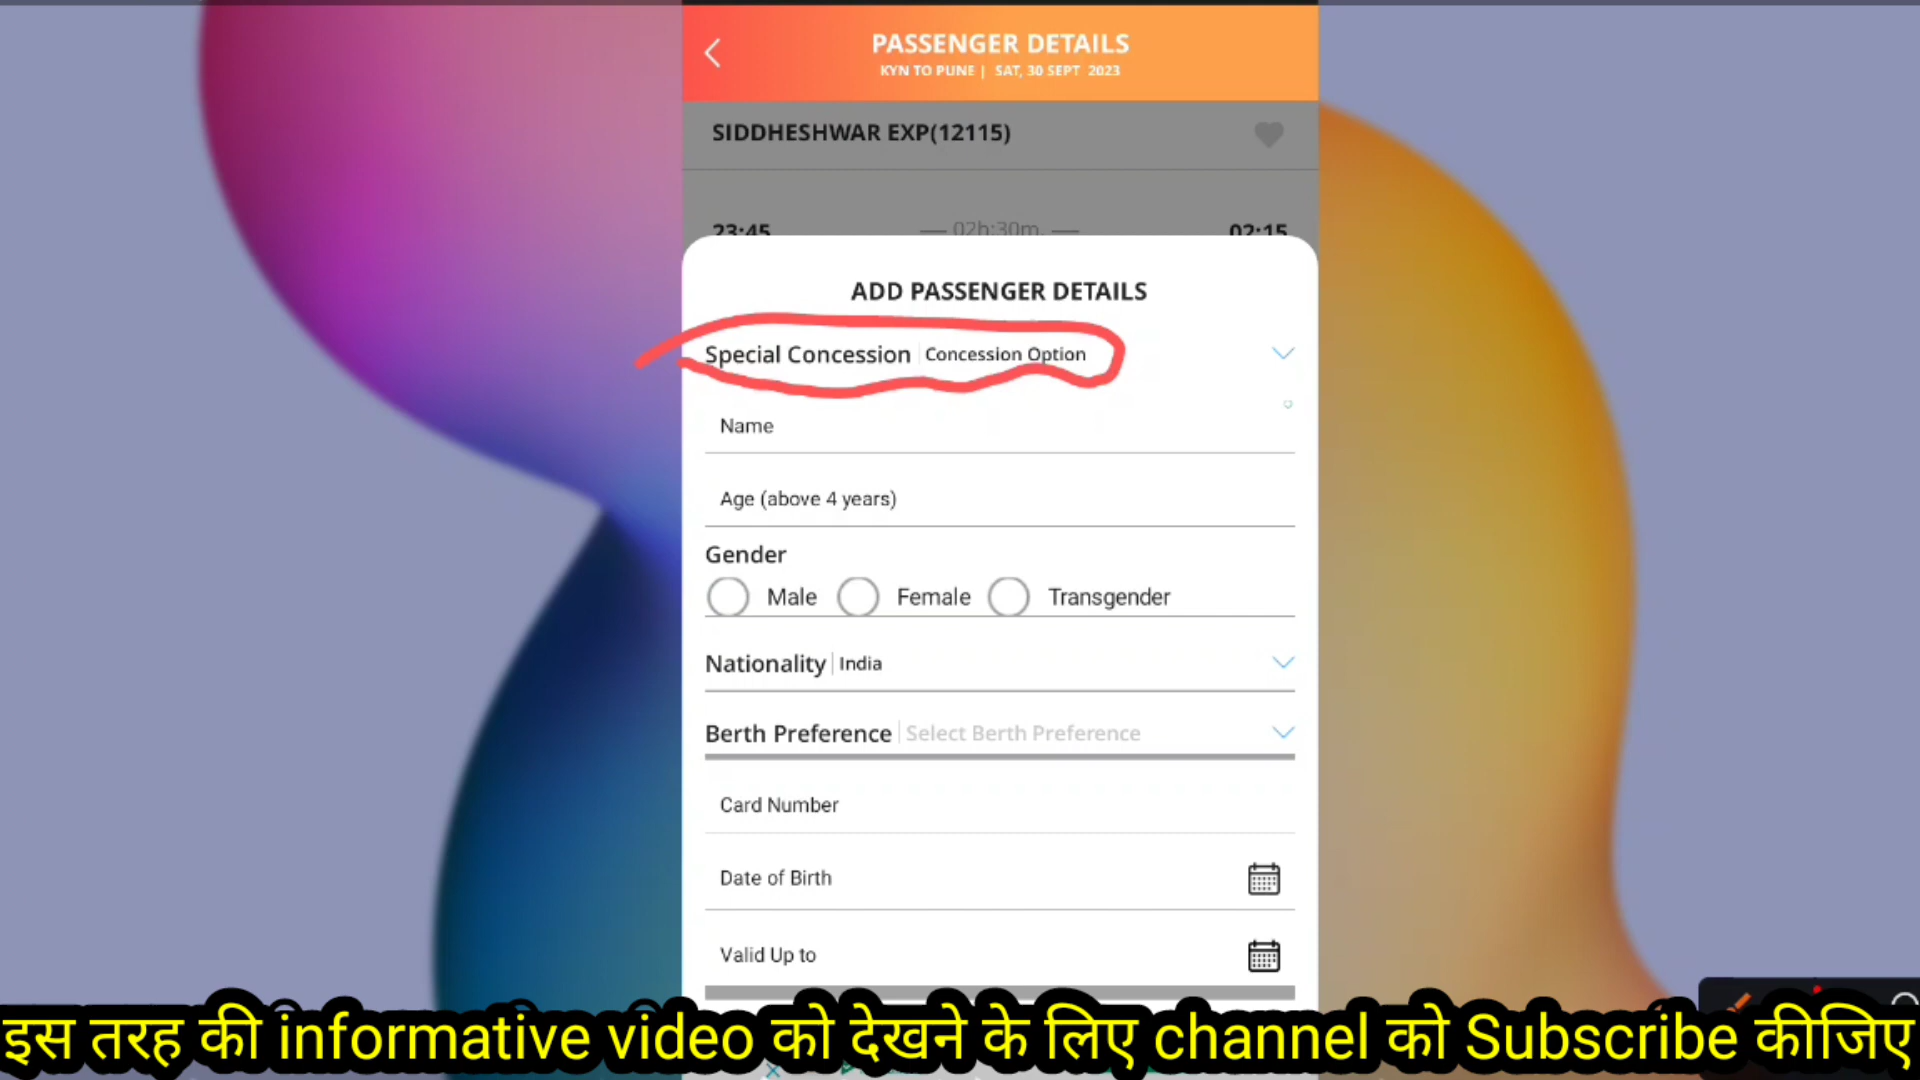 PASSENGER DETAILS
KYN TO PUNE | SAT, 30 SEPT 2023
SIDDHESHWAR EXP(12115)
23:45 — 02h:30m. — 02:15
ADD PASSENGER DETAILS
Special Concession | Concession Option
Name
Age (above 4 years)
Gender
Male Female Transgender
Nationality | India
Berth Preference | Select Berth Preference
Card Number
Date of Birth
Valid Up to
इस तरह की informative video को देखने के लिए channel को Subscribe कीजिए